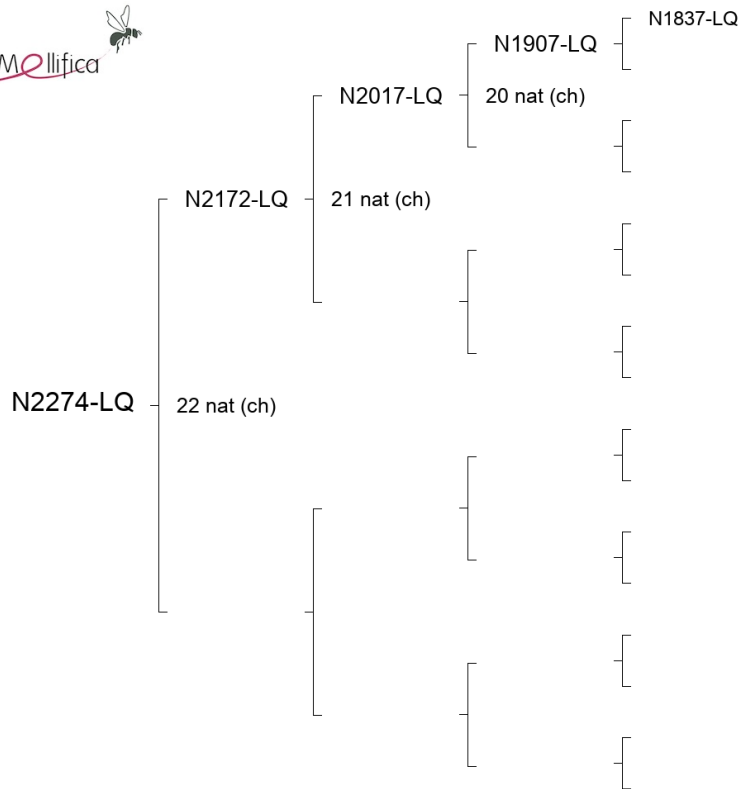 Mellifica
N1837-LQ
N1907-LQ
N2017-LQ
20 nat (ch)
N2172-LQ
21 nat (ch)
N2274-LQ
22 nat (ch)